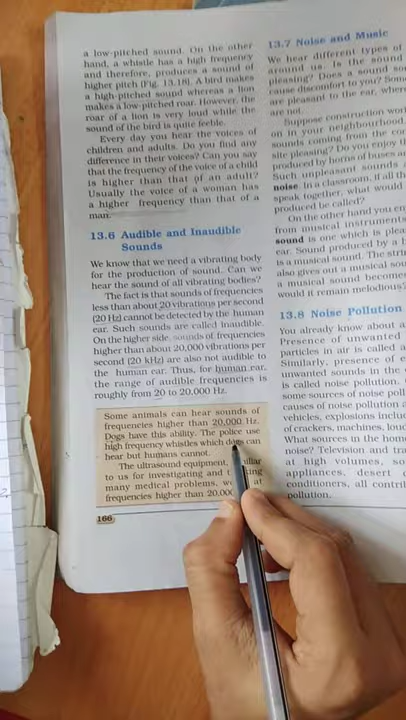 a low-pitched sound. On the other
hand, a whistle has a high frequency
and therefore, produces a sound of
higher pitch (Fig. 13.18). A bird makes
a high-pitched sound whereas a lion
makes a low-pitched roar. However, the
roar of a lion is very loud while the
sound of the bird is quite feeble.
Every day you hear the voices of
children and adults. Do you find any
difference in their voices? Can you say
that the frequency of the voice of a child
is higher than that of an adult?
Usually the voice of a woman has
a higher frequency than that of a
man.
13.6 Audible and Inaudible
Sounds
We know that we need a vibrating body
for the production of sound. Can we
hear the sound of all vibrating bodies?
The fact is that sounds of frequencies
less than about 20 vibrations per second
(20 Hz) cannot be detected by the human
ear. Such sounds are called inaudible.
On the higher side, sounds of frequencies
higher than about 20,000 vibrations per
second (20 kHz) are also not audible to
the human ear. Thus, for human ear,
the range of audible frequencies is
roughly from 20 to 20,000 Hz.
Some animals can hear sounds of
frequencies higher than 20,000 Hz.
Dogs have this ability. The police use
high frequency whistles which dogs can
hear but humans cannot.
The ultrasound equipment,
to us for investigating and
many medical problems, at
frequencies higher than 20,000
166
13.7 Noise and Music
We hear different types of
around us. Is the sound
pleasing? Does a sound
cause discomfort to you? Some
are pleasant to the ear, where
are not.
Suppose construction work
on in your neighbourhood.
sounds coming from the con
site pleasing? Do you enjoy th
produced by horns of buses an
Such unpleasant sounds
noise. In a classroom, if all th
speak together, what would
produced be called?
On the other hand you en
from musical instruments
sound is one which is plea
ear. Sound produced by a
is a musical sound. The stri
also gives out a musical sou
a musical sound become
would it remain melodious?
13.8 Noise Pollution
You already know about a
Presence of unwanted
particles in air is called a
Similarly, presence of e
unwanted sounds in the
is called noise pollution.
some sources of noise poll
causes of noise pollution a
vehicles, explosions includ
of crackers, machines, loud
What sources in the home
noise? Television and tra
at high volumes, so
appliances, desert
conditioners, all contri
pollution.